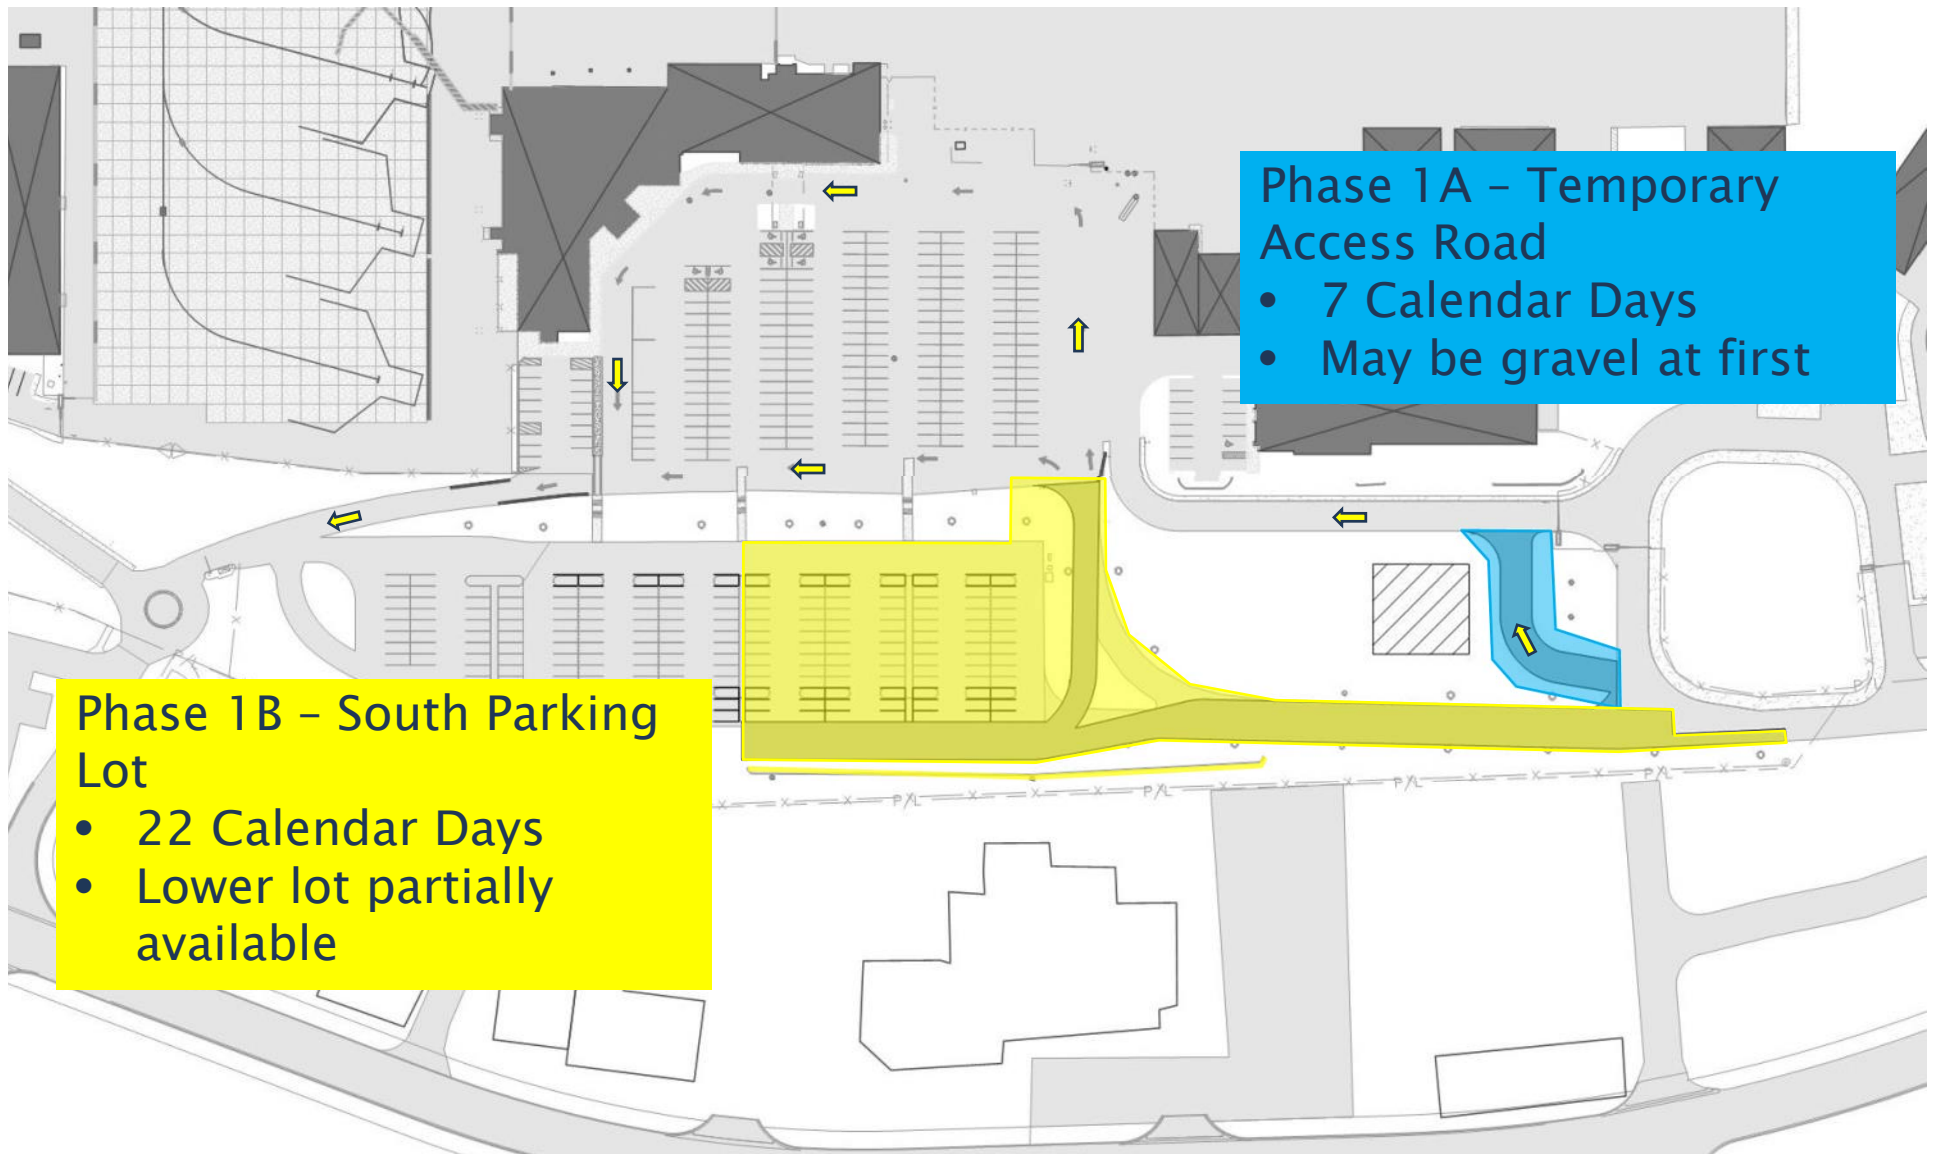 Phase 1A – Temporary
Access Road
• 7 Calendar Days
• May be gravel at first
Phase 1B – South Parking
Lot
• 22 Calendar Days
• Lower lot partially
available
P/L
P/L
P/L
P/L
P/L